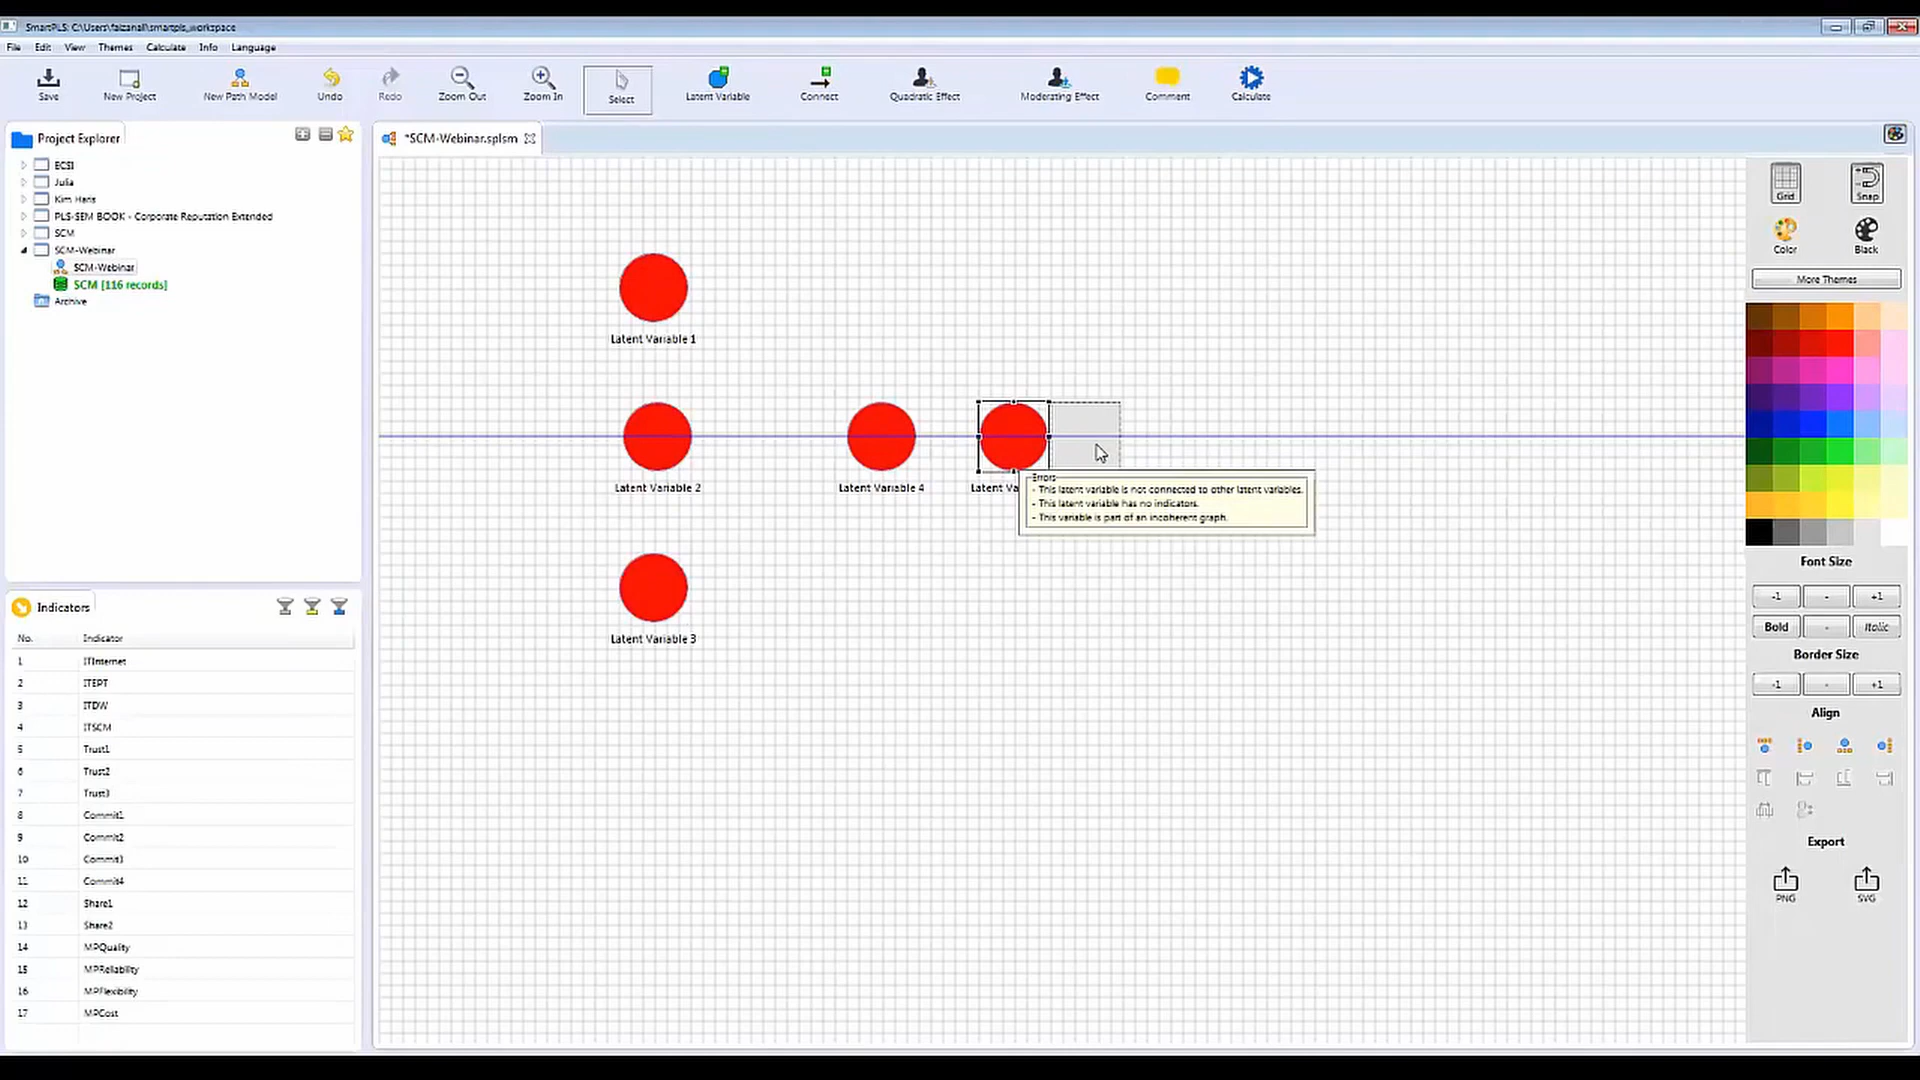 SmartPLS: C:\Users\faizanali\smartpls_workspace
File Edit View Themes Calculate Info Language
Save New Project New Path Model Undo Redo Zoom Out Zoom In Select Latent Variable Connect Quadratic Effect Moderating Effect Comment Calculate
Project Explorer
*SCM-Webinar.splsm
ECSI
Julia
Kim Haris
PLS-SEM BOOK - Corporate Reputation Extended
SCM
SCM-Webinar
SCM-Webinar
SCM [116 records]
Archive
Latent Variable 1
Latent Variable 2
Latent Variable 4
Latent Va
Errors
- This latent variable is not connected to other latent variables.
- This latent variable has no indicators.
- This variable is part of an incoherent graph.
Latent Variable 3
Indicators
No. Indicator
1 ITInternet
2 ITEPT
3 ITDW
4 ITSCM
5 Trust1
6 Trust2
7 Trust3
8 Commit1
9 Commit2
10 Commit3
11 Commit4
12 Share1
13 Share2
14 MPQuality
15 MPReliability
16 MPFlexibility
17 MPCost
Grid Snap
Color Black
More Themes
Font Size
-1 - +1
Bold - Italic
Border Size
-1 - +1
Align
Export
PNG SVG